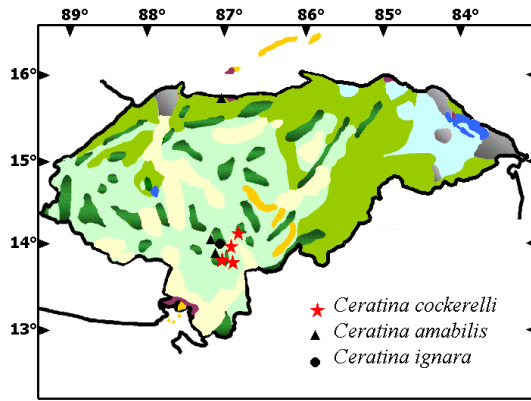 89° 88° 87° 86° 85° 84°
16°
15°
14°
13°
Ceratina cockerelli
Ceratina amabilis
Ceratina ignara